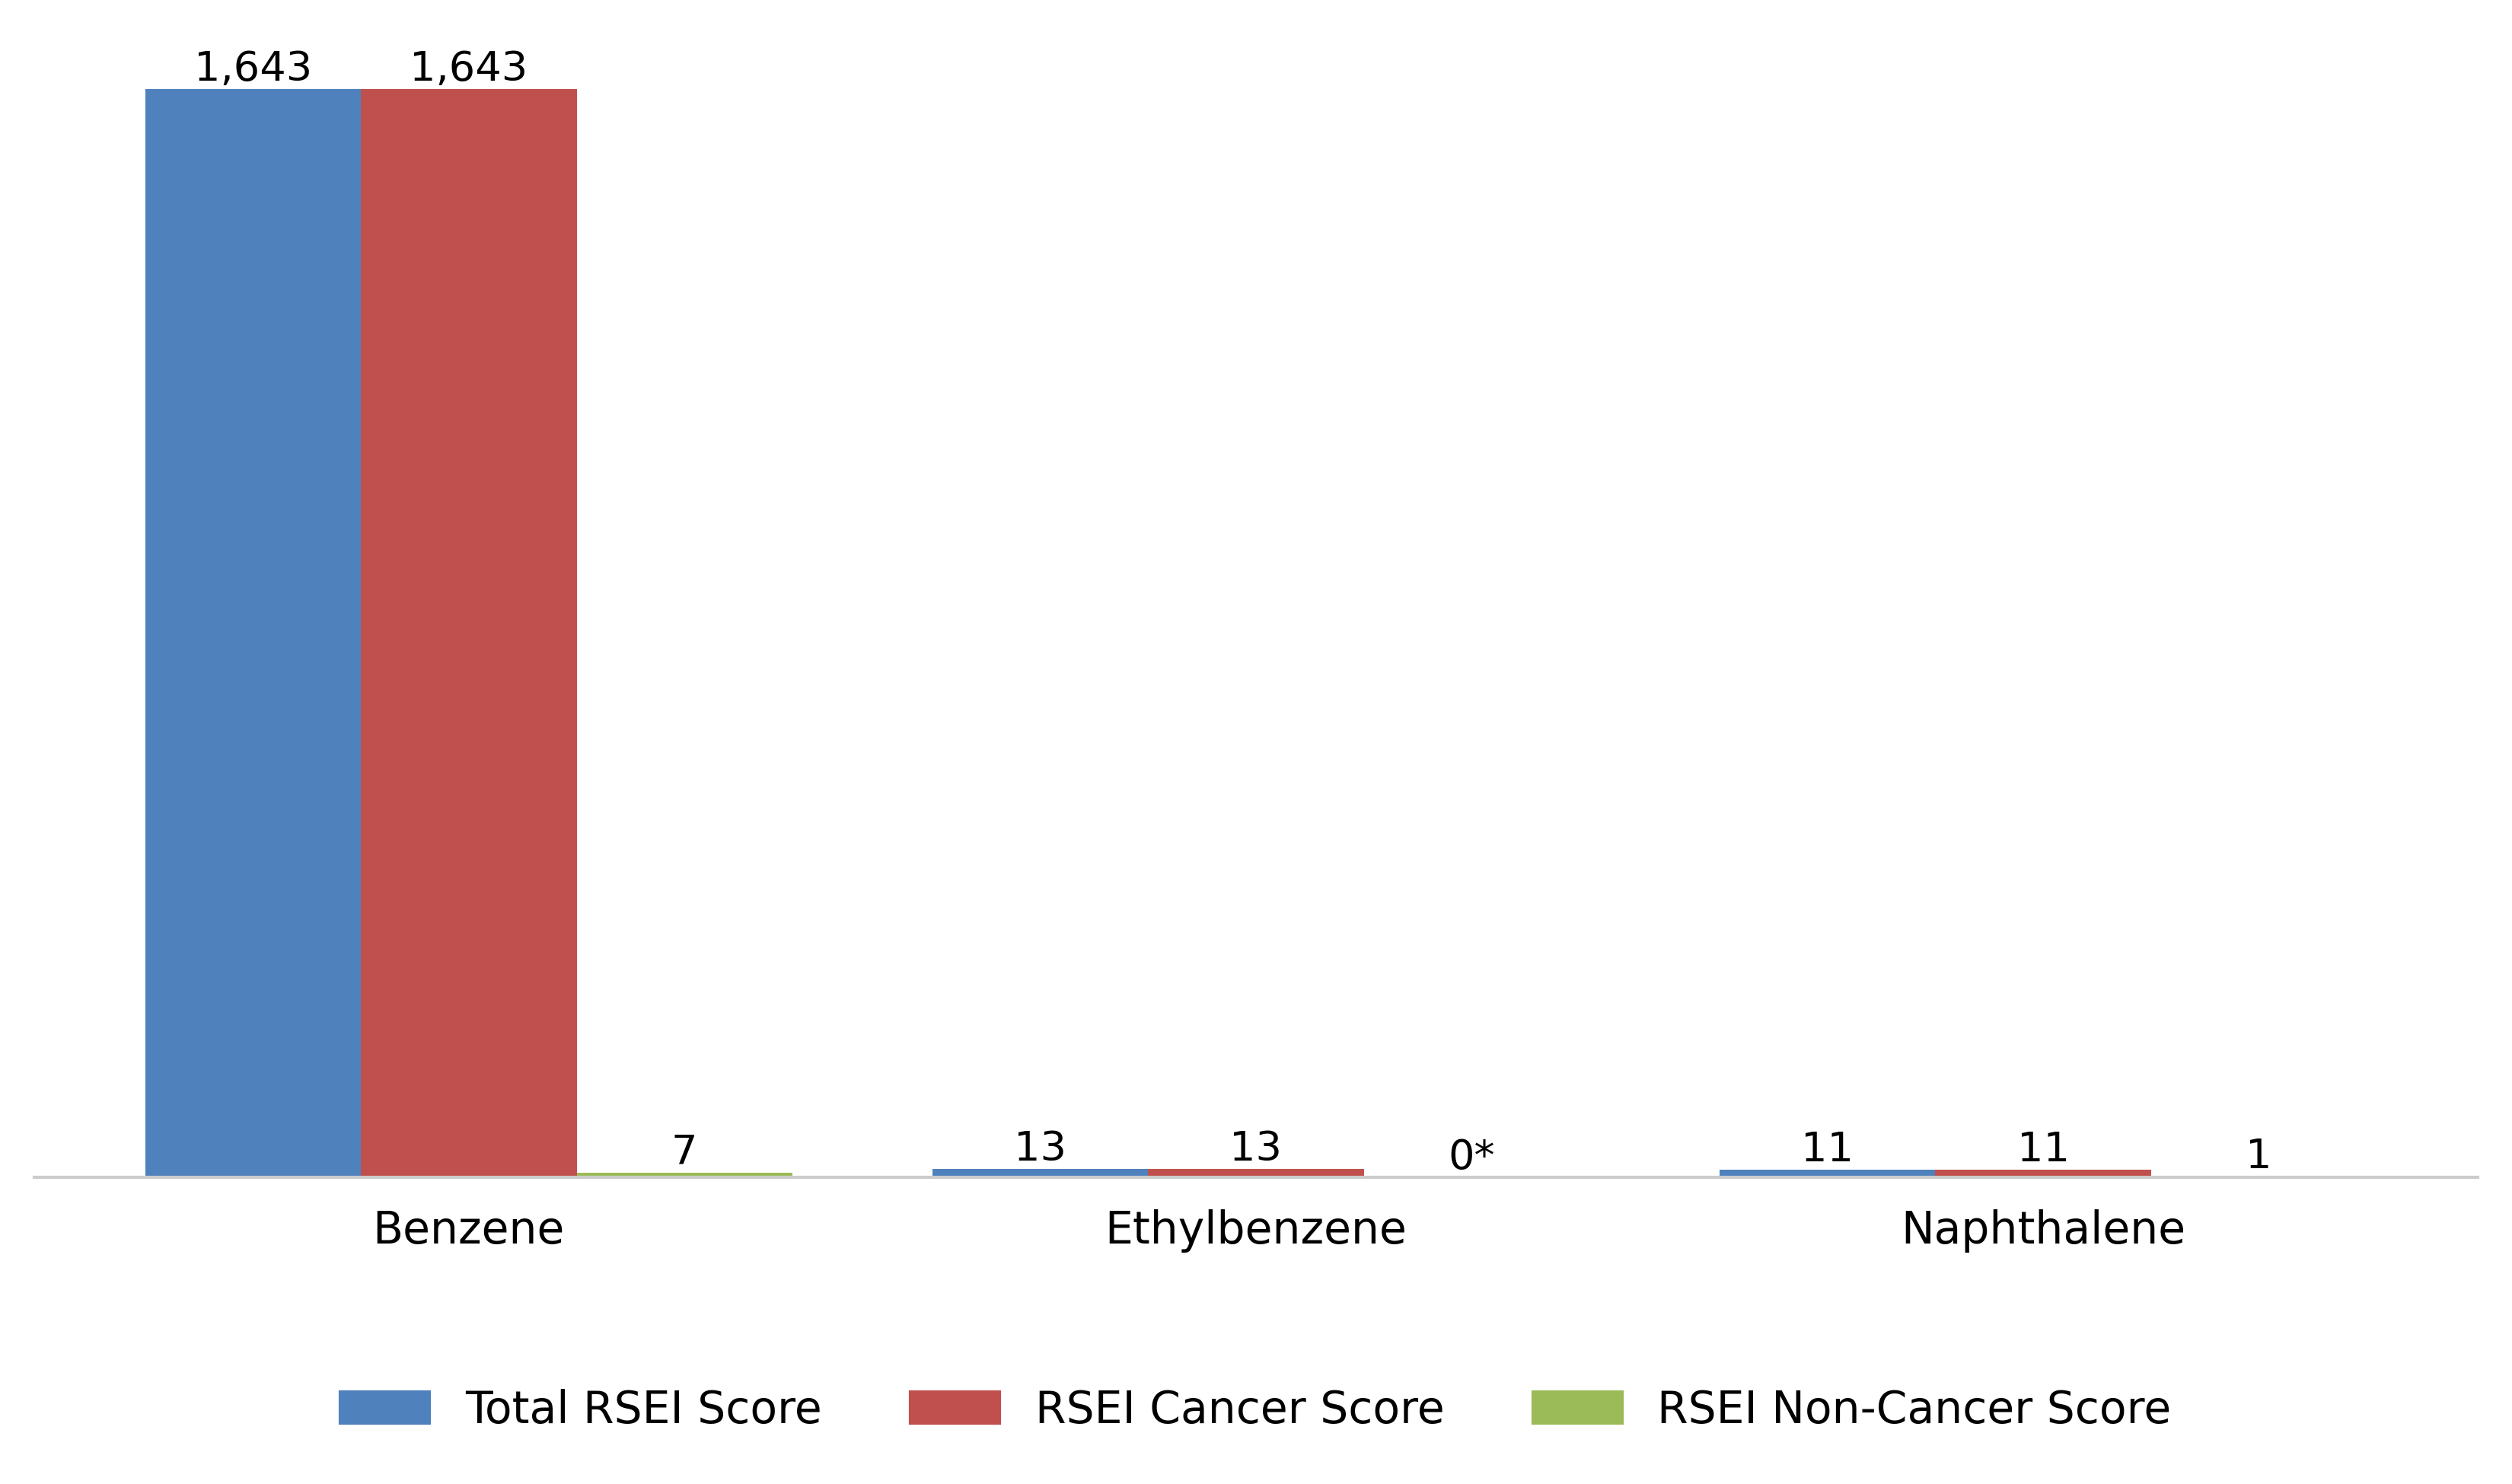 1,643 1,643
7 13 13 0* 11 11 1
Benzene Ethylbenzene Naphthalene
Total RSEI Score RSEI Cancer Score RSEI Non-Cancer Score